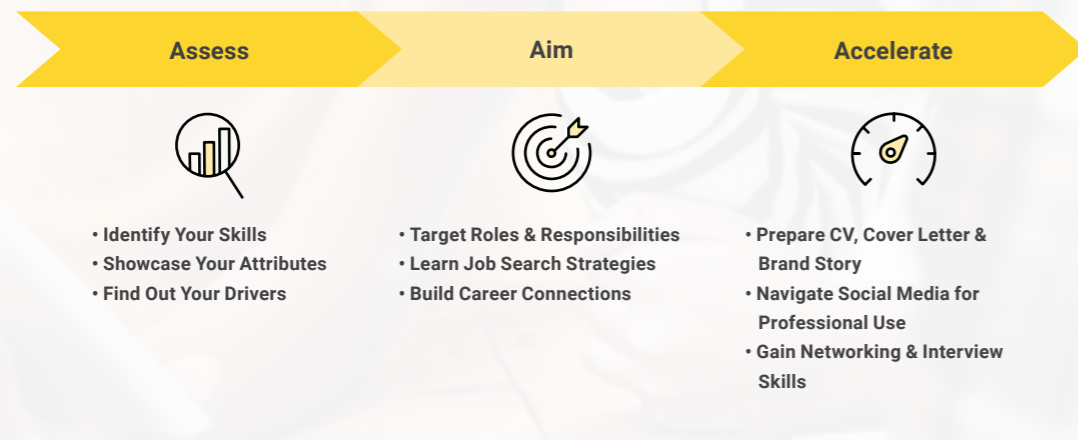 Assess
Aim
Accelerate
• Identify Your Skills
• Showcase Your Attributes
• Find Out Your Drivers
• Target Roles & Responsibilities
• Learn Job Search Strategies
• Build Career Connections
• Prepare CV, Cover Letter &
Brand Story
• Navigate Social Media for
Professional Use
• Gain Networking & Interview
Skills